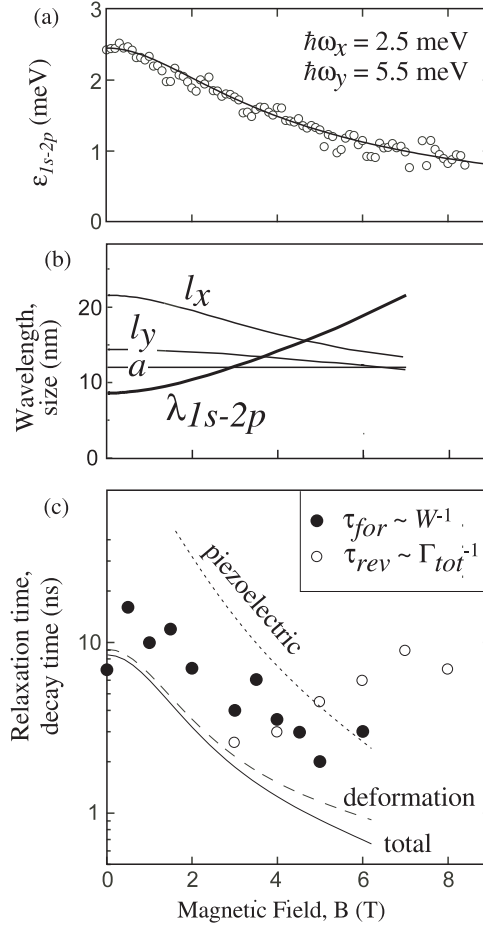 (a)
3
2
1
0
ε1s-2p (meV)
ħωx = 2.5 meV
ħωy = 5.5 meV
(b)
20
10
0
Wavelength,
size (nm)
lx
ly
a
λ1s-2p
(c)
10
1
Relaxation time,
decay time (ns)
τfor ~ W-1
τrev ~ Γtot-1
piezoelectric
deformation
total
0 2 4 6 8
Magnetic Field, B (T)